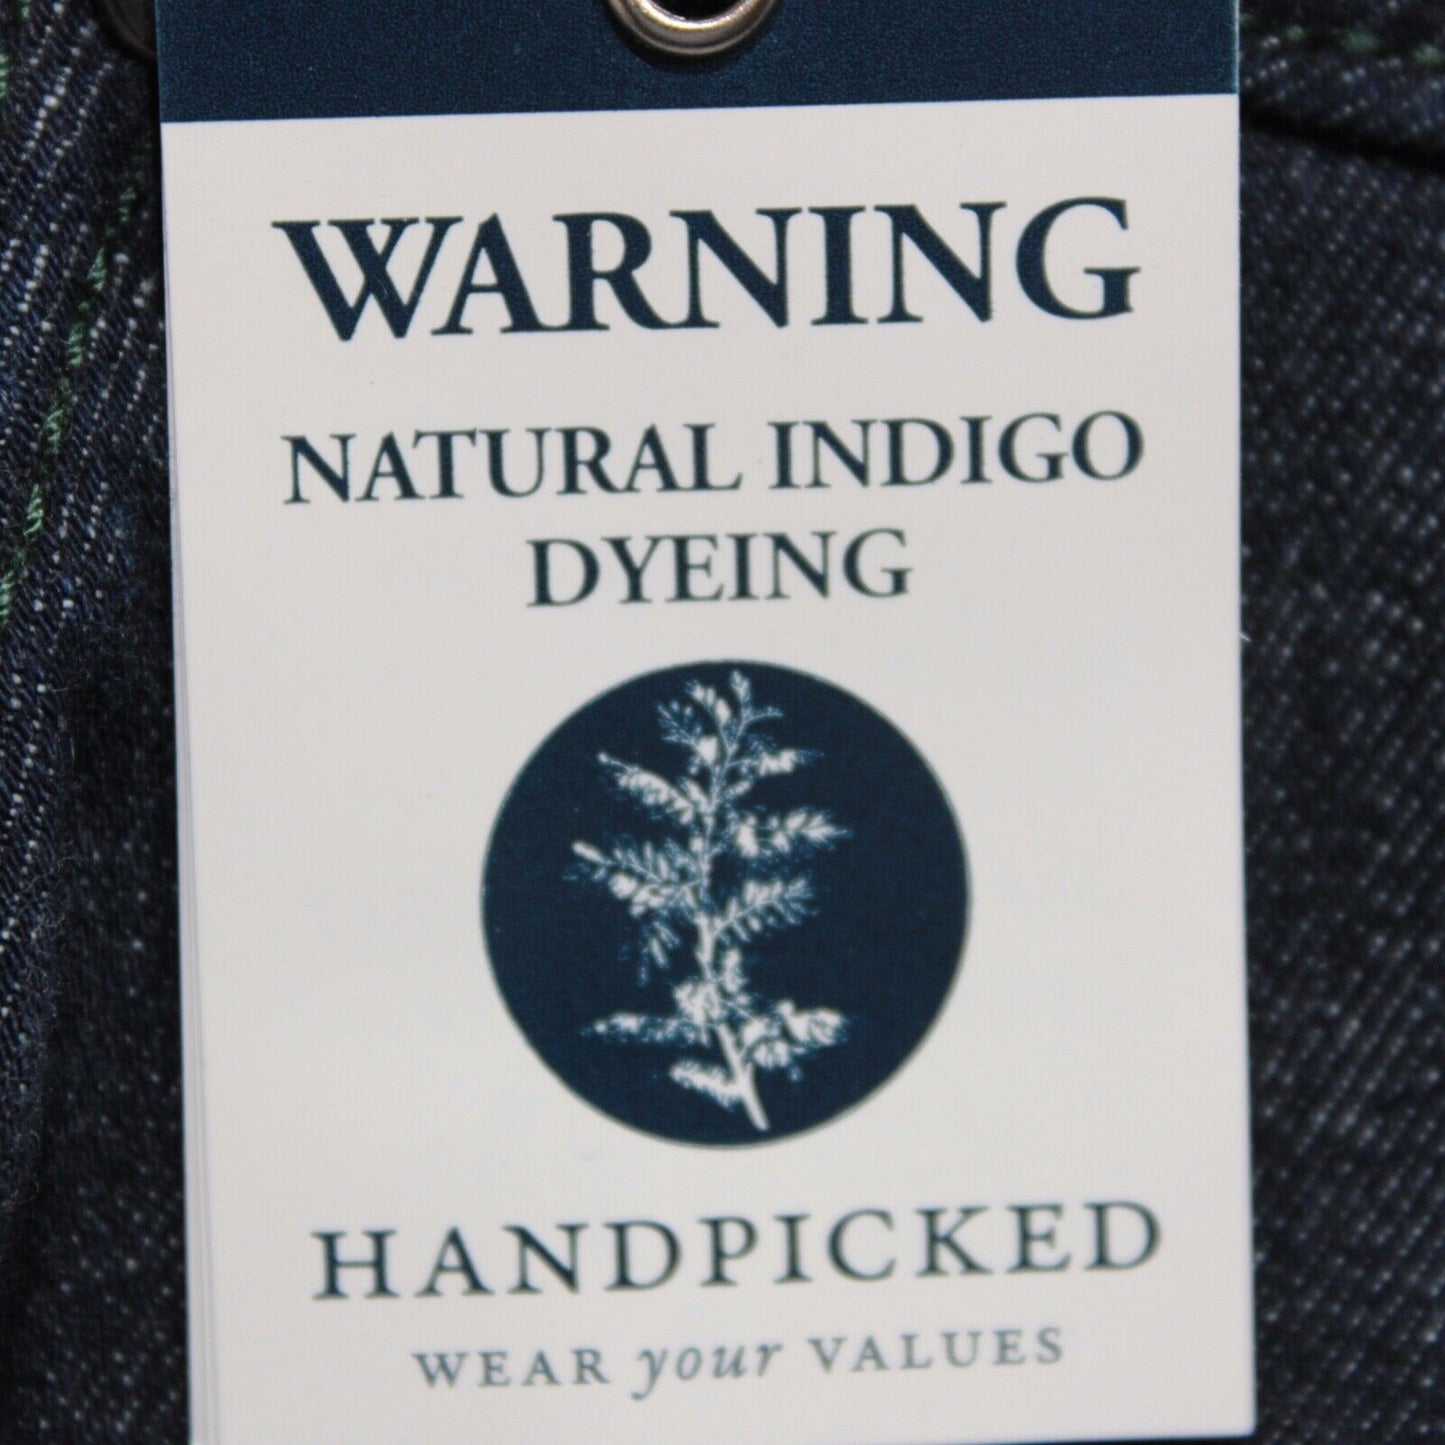 WARNING
NATURAL INDIGO
DYEING
HANDPICKED
WEAR your VALUES